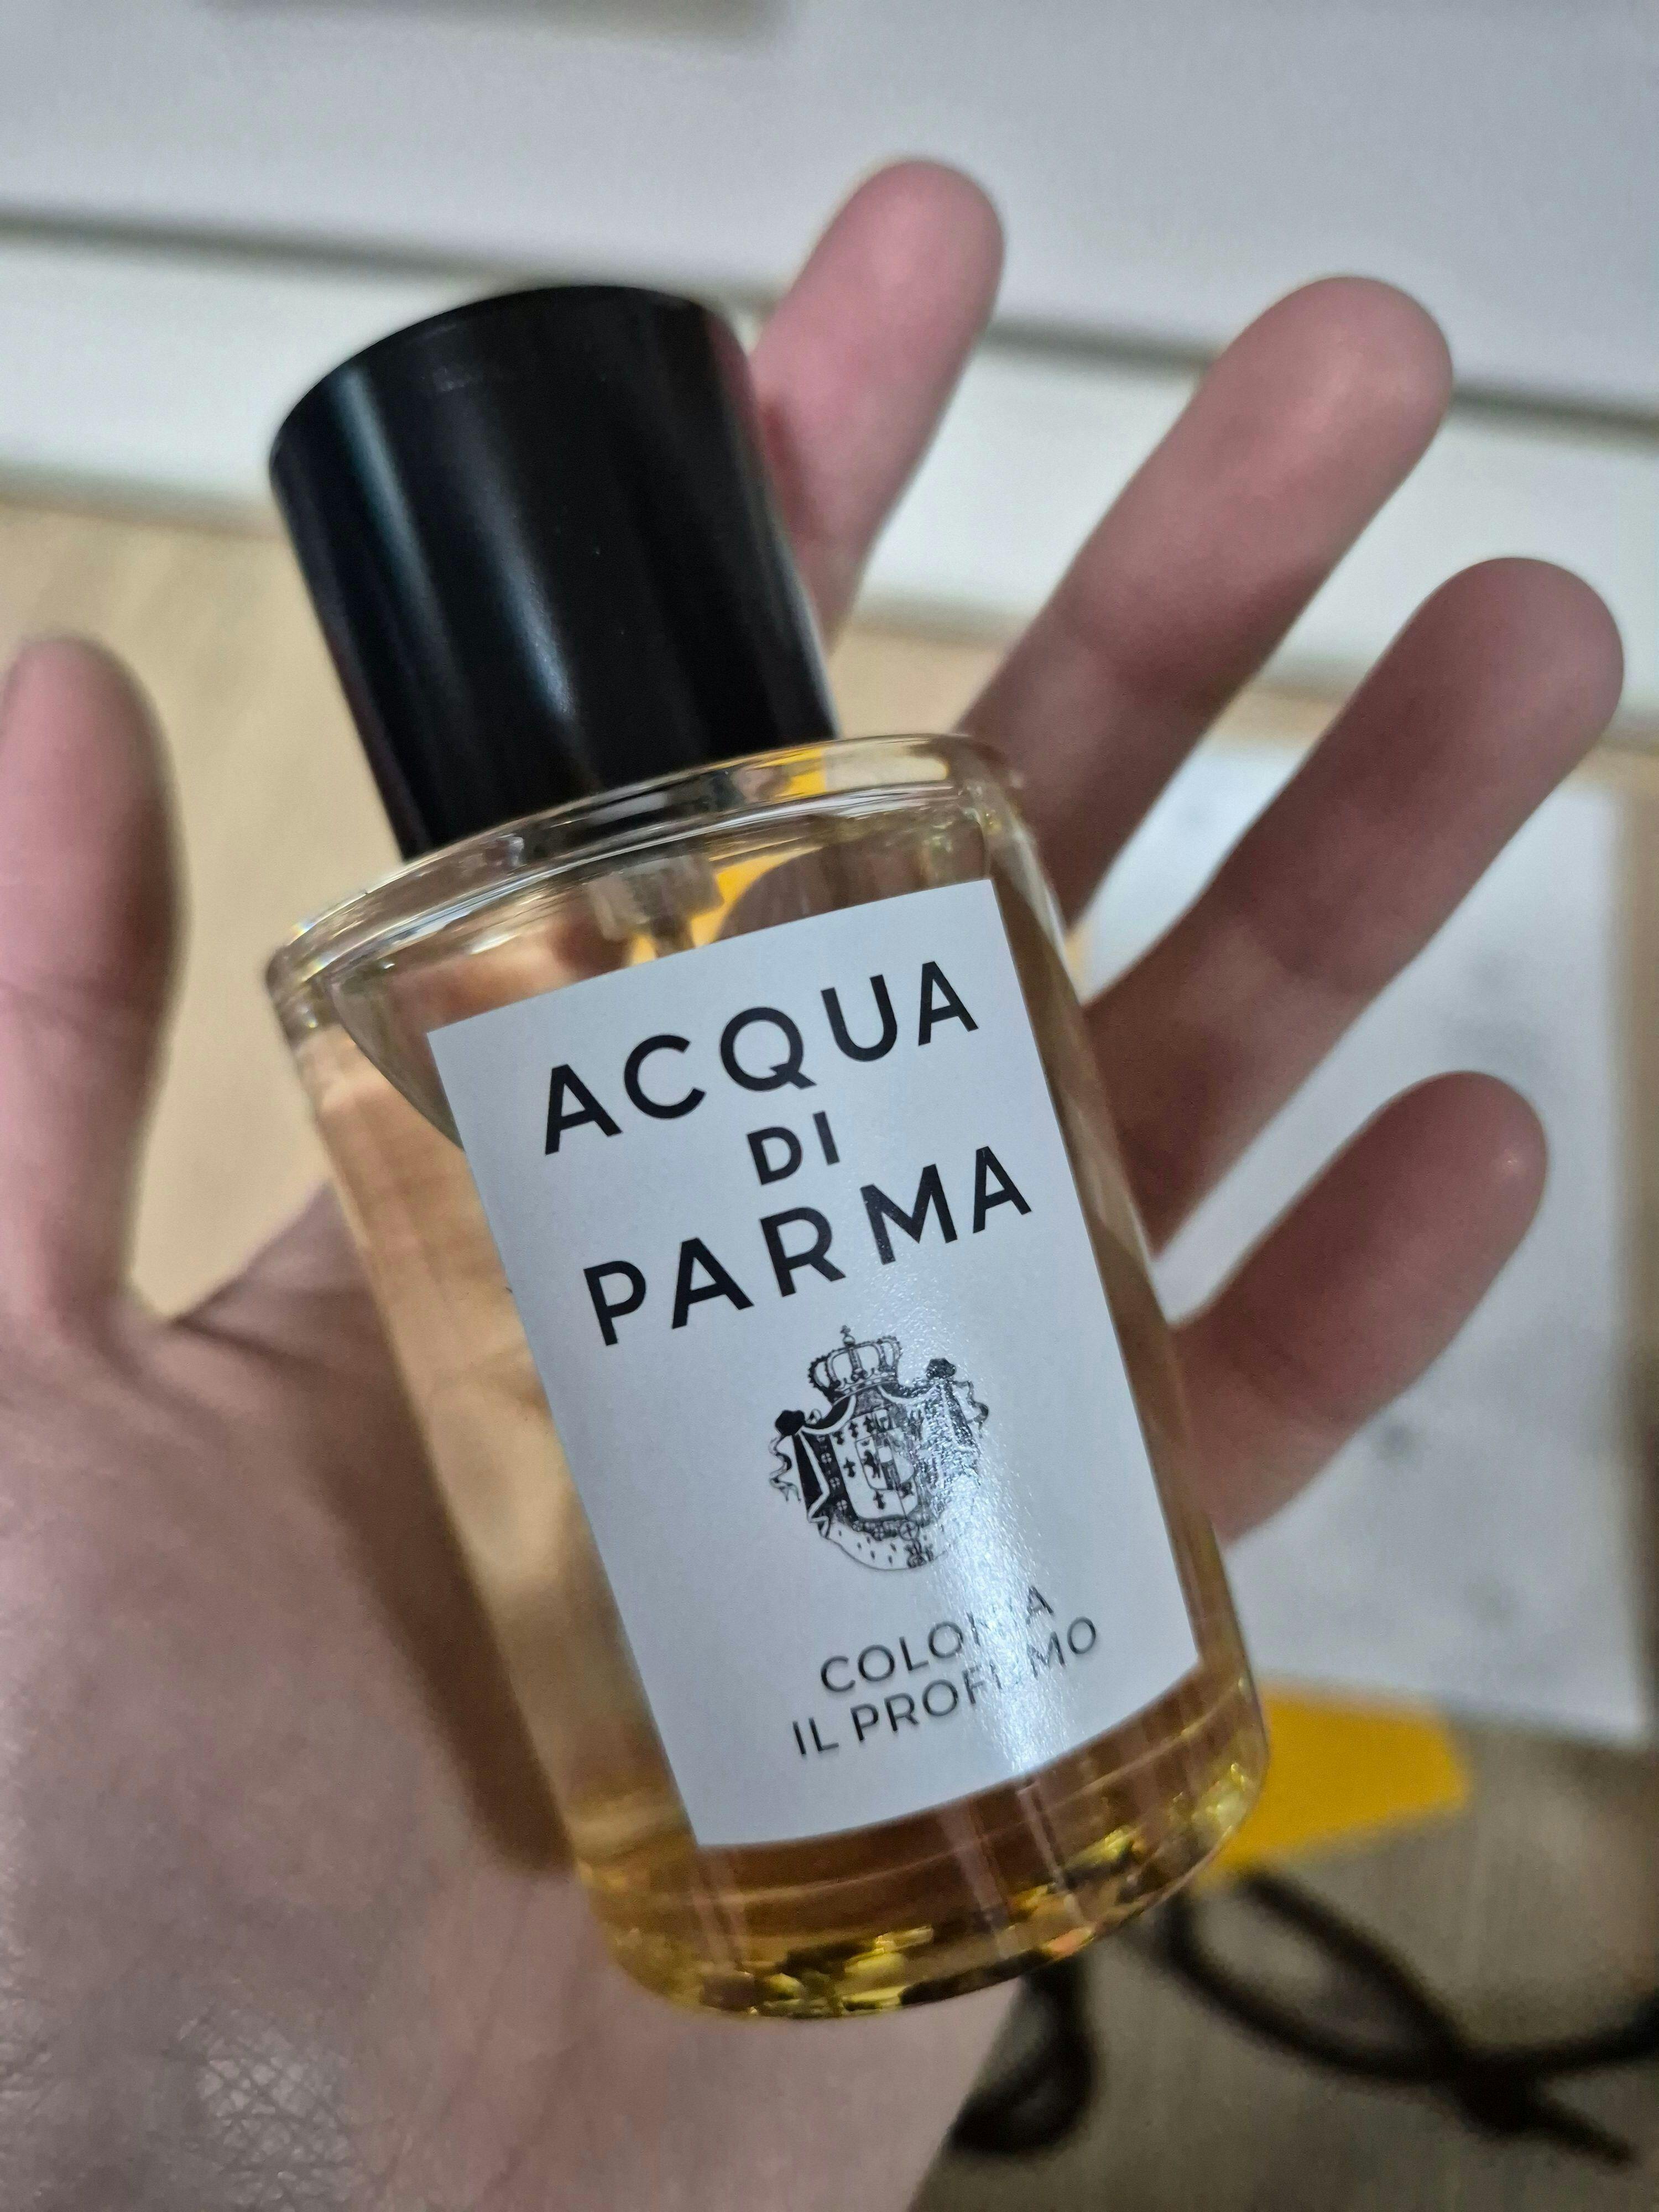 ACQUA
DI
PARMA
COLONIA
IL PROFUMO